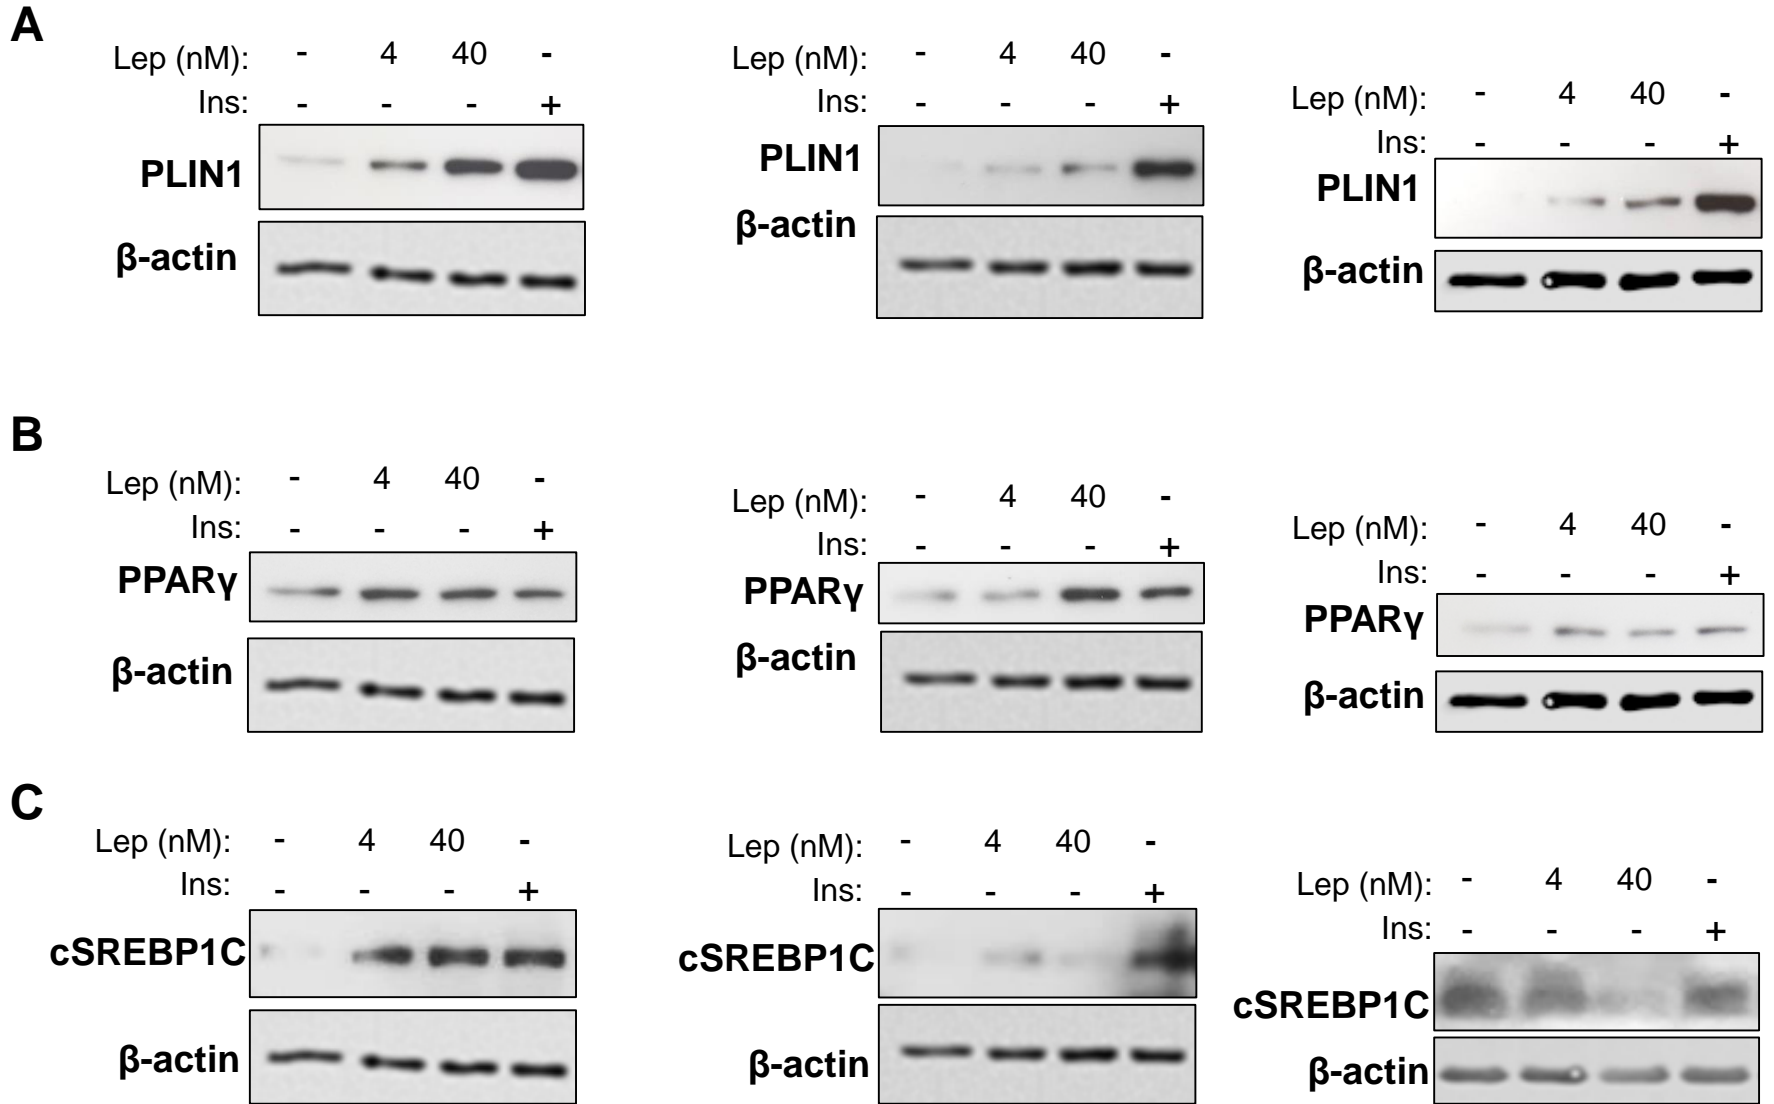 A
Lep (nM): - 4 40 -
Ins: - - - +
PLIN1
β-actin
Lep (nM): - 4 40 -
Ins: - - - +
PLIN1
β-actin
Lep (nM): - 4 40 -
Ins: - - - +
PLIN1
β-actin
B
Lep (nM): - 4 40 -
Ins: - - - +
PPARγ
β-actin
Lep (nM): - 4 40 -
Ins: - - - +
PPARγ
β-actin
Lep (nM): - 4 40 -
Ins: - - - +
PPARγ
β-actin
C
Lep (nM): - 4 40 -
Ins: - - - +
cSREBP1C
β-actin
Lep (nM): - 4 40 -
Ins: - - - +
cSREBP1C
β-actin
Lep (nM): - 4 40 -
Ins: - - - +
cSREBP1C
β-actin